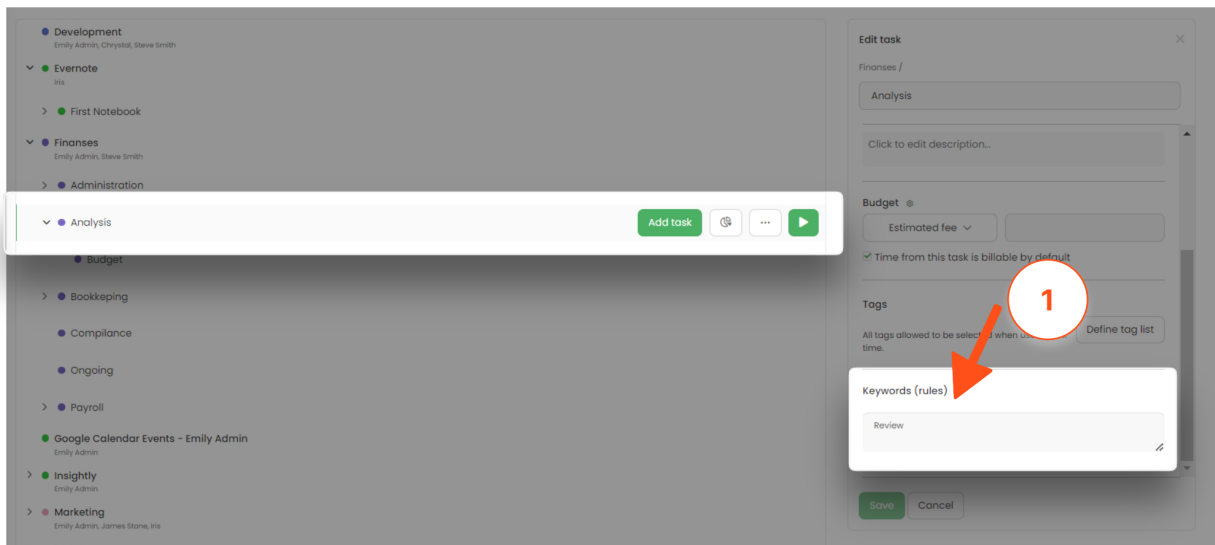 Development
Emily Admin, Chrystal, Steve Smith
Evernote
Iris
First Notebook
Finanses
Emily Admin, Steve Smith
Administration
Analysis
Add task
Budget
Bookkeping
Compilance
Ongoing
Payroll
Google Calendar Events - Emily Admin
Emily Admin
Insightly
Emily Admin
Marketing
Emily Admin, James Stone, Iris
Edit task
Finanses /
Analysis
Click to edit description...
Budget
Estimated fee
Time from this task is billable by default
1
Tags
All tags allowed to be selected when
time.
Define tag list
Keywords (rules)
Review
Save
Cancel